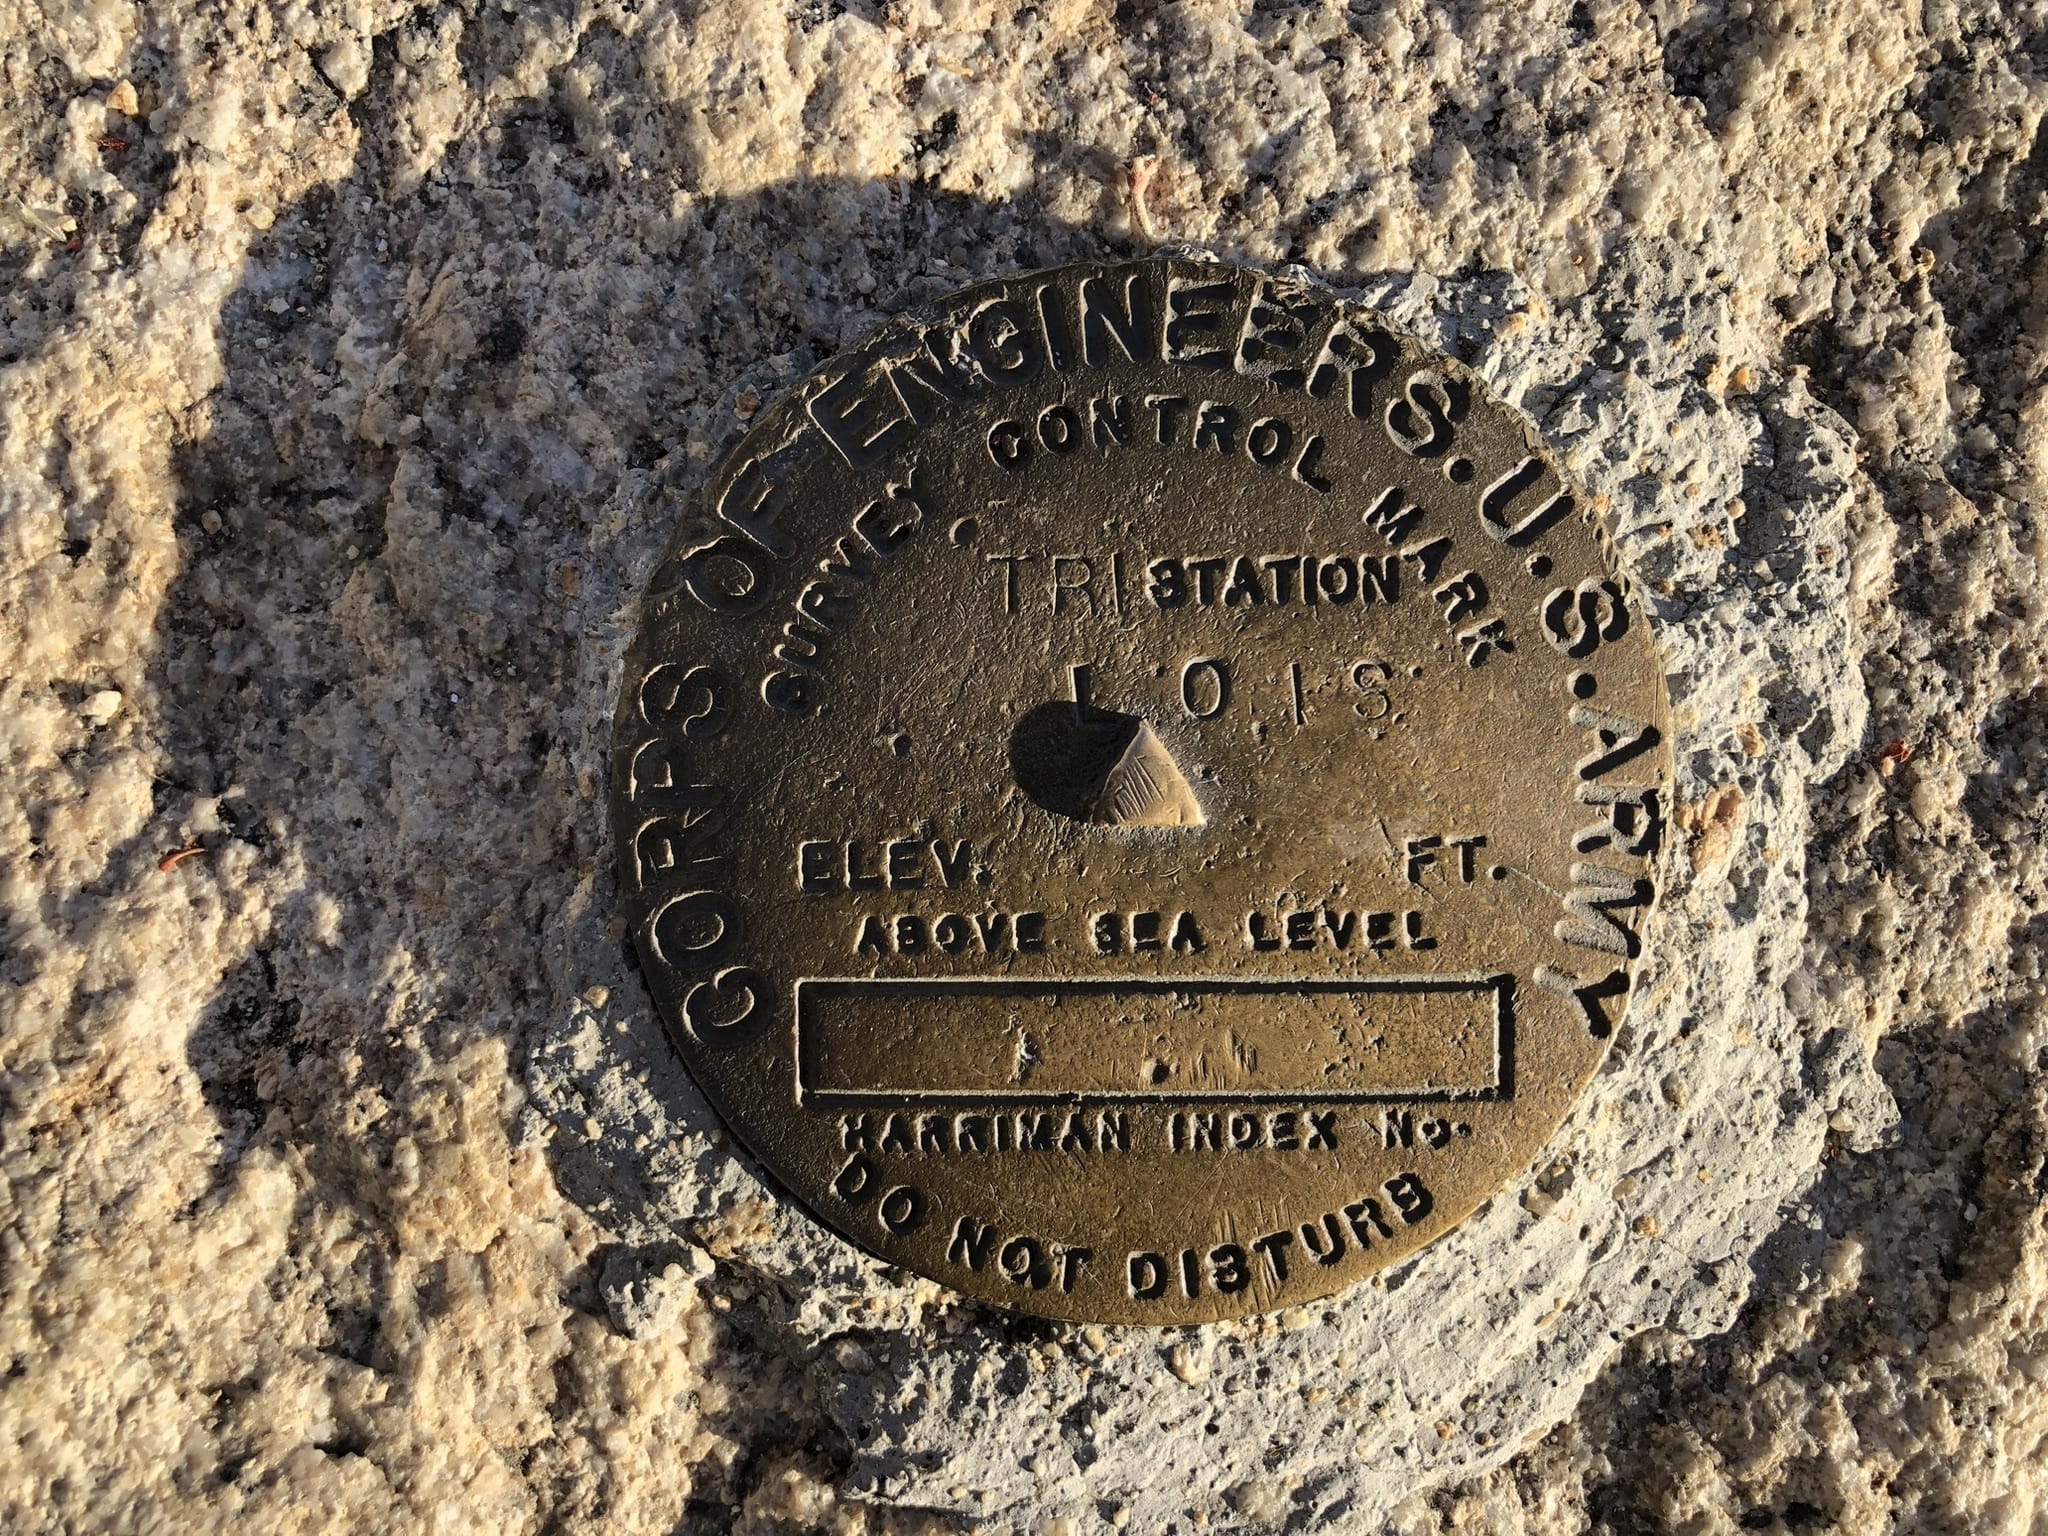 CORPS OF ENGINEERS. U.S. ARMY
SURVEY CONTROL MARK
TRI STATION
LOIS
ELEV. FT.
ABOVE SEA LEVEL
HARRIMAN INDEX No.
DO NOT DISTURB